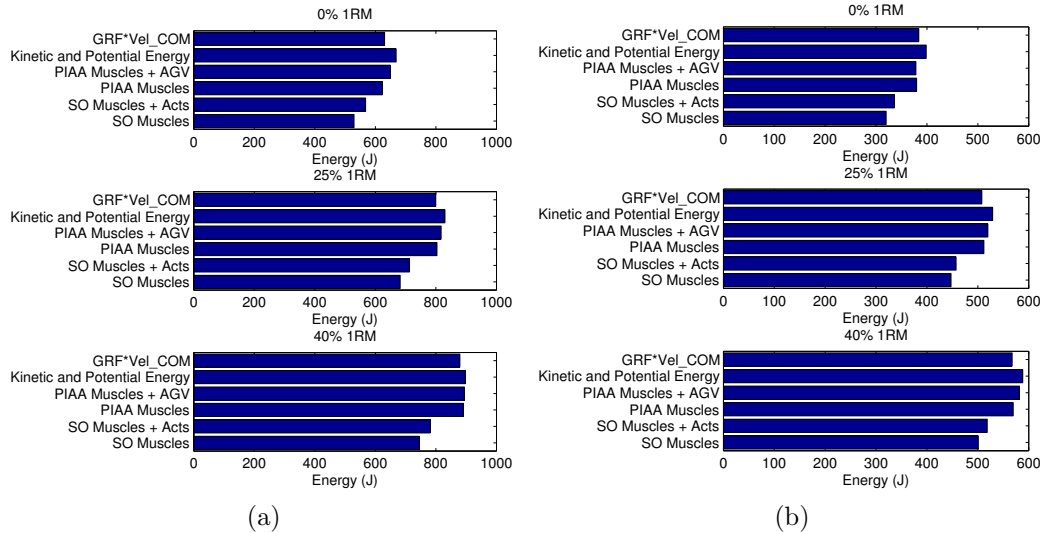 0% 1RM
GRF*Vel_COM
Kinetic and Potential Energy
PIAA Muscles + AGV
PIAA Muscles
SO Muscles + Acts
SO Muscles
0 200 400 600 800 1000
Energy (J)
25% 1RM
GRF*Vel_COM
Kinetic and Potential Energy
PIAA Muscles + AGV
PIAA Muscles
SO Muscles + Acts
SO Muscles
0 200 400 600 800 1000
Energy (J)
40% 1RM
GRF*Vel_COM
Kinetic and Potential Energy
PIAA Muscles + AGV
PIAA Muscles
SO Muscles + Acts
SO Muscles
0 200 400 600 800 1000
Energy (J)
(a)
0% 1RM
GRF*Vel_COM
Kinetic and Potential Energy
PIAA Muscles + AGV
PIAA Muscles
SO Muscles + Acts
SO Muscles
0 100 200 300 400 500 600
Energy (J)
25% 1RM
GRF*Vel_COM
Kinetic and Potential Energy
PIAA Muscles + AGV
PIAA Muscles
SO Muscles + Acts
SO Muscles
0 100 200 300 400 500 600
Energy (J)
40% 1RM
GRF*Vel_COM
Kinetic and Potential Energy
PIAA Muscles + AGV
PIAA Muscles
SO Muscles + Acts
SO Muscles
0 100 200 300 400 500 600
Energy (J)
(b)